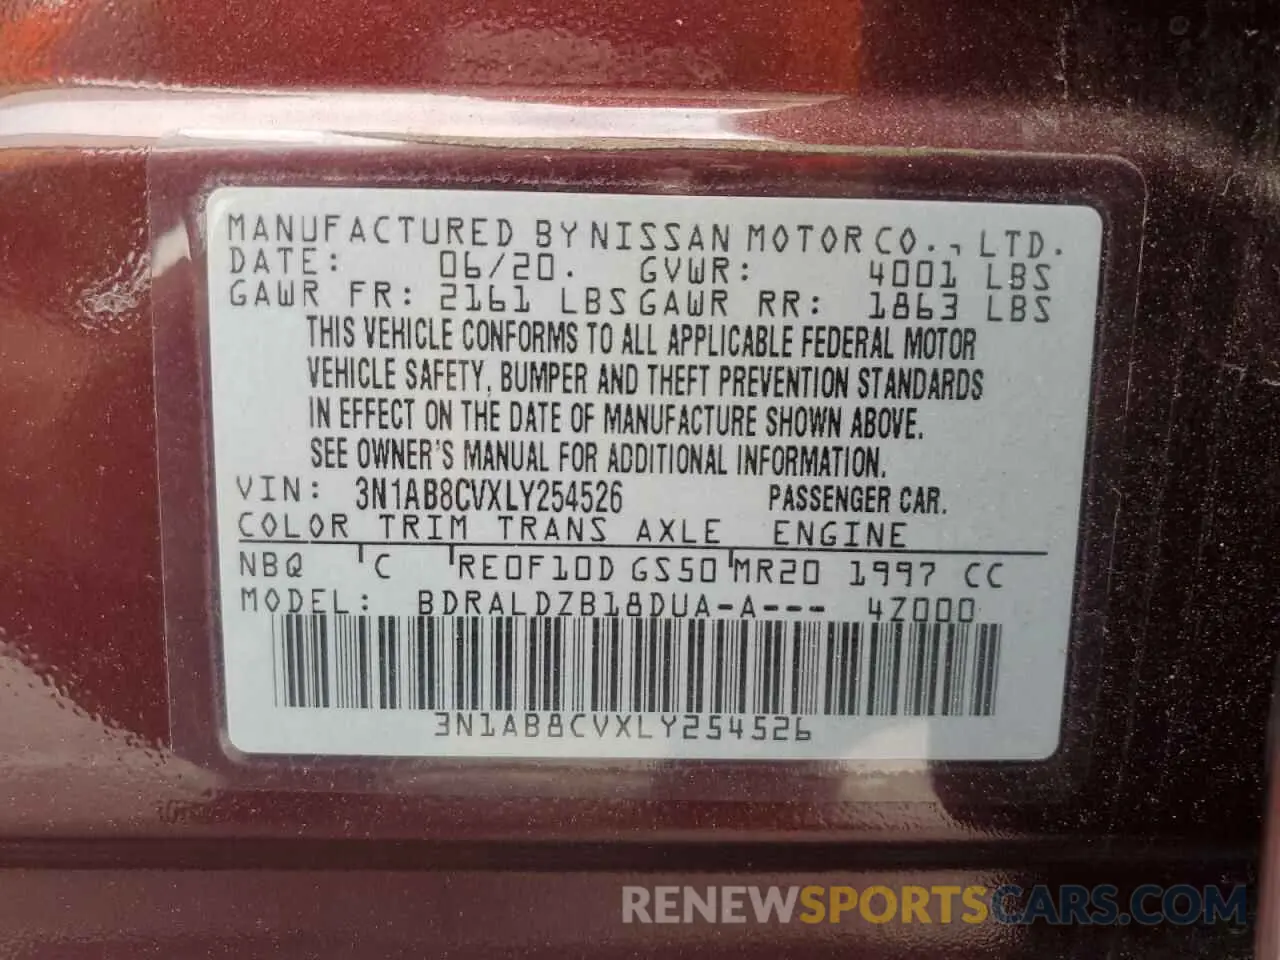 MANUFACTURED BY NISSAN MOTOR CO., LTD.
DATE: 06/20. GVWR: 4001 LBS
GAWR FR: 2161 LBS GAWR RR: 1863 LBS
THIS VEHICLE CONFORMS TO ALL APPLICABLE FEDERAL MOTOR
VEHICLE SAFETY, BUMPER AND THEFT PREVENTION STANDARDS
IN EFFECT ON THE DATE OF MANUFACTURE SHOWN ABOVE.
SEE OWNER'S MANUAL FOR ADDITIONAL INFORMATION.
VIN: 3N1AB8CVXLY254526 PASSENGER CAR.
COLOR TRIM TRANS AXLE ENGINE
NBQ C RE0F10D GS50 MR20 1997 CC
MODEL: BDRALDZB18DUA-A--- 4Z000
3N1AB8CVXLY254526
RENEWSPORTSCARS.COM